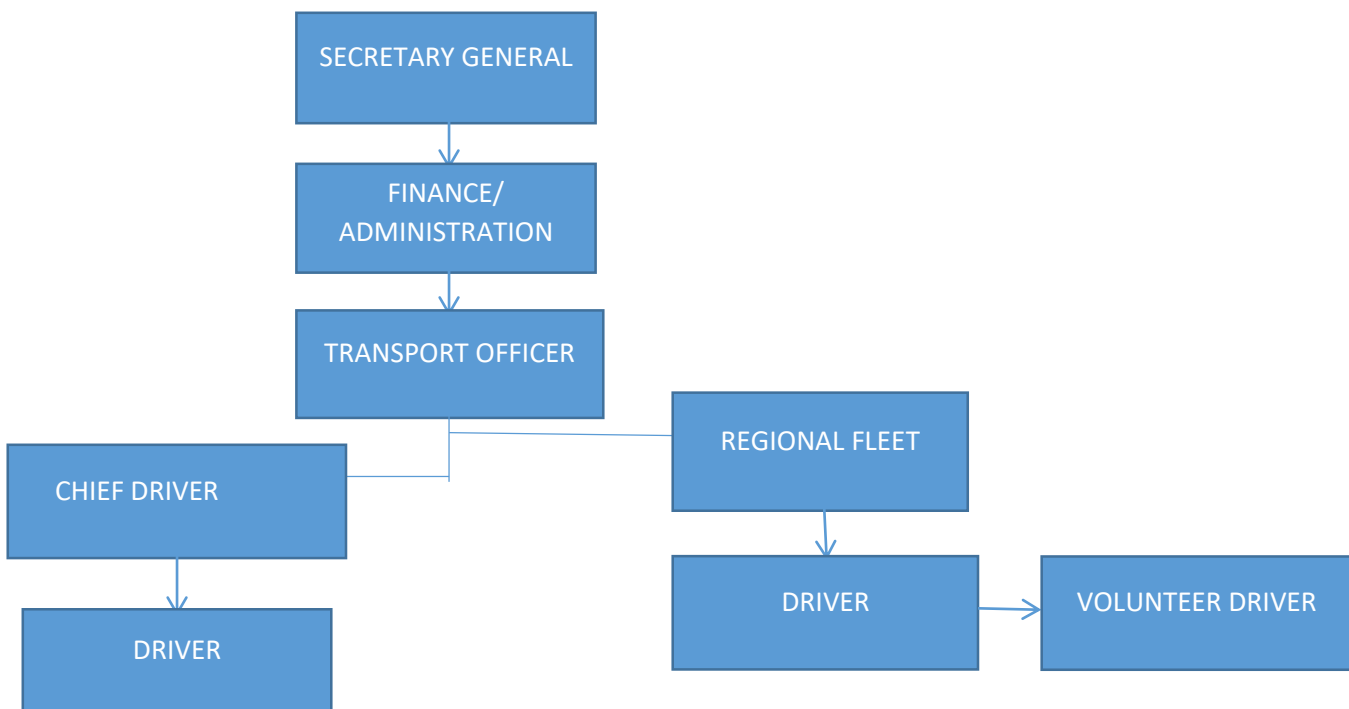 SECRETARY GENERAL
FINANCE/
ADMINISTRATION
TRANSPORT OFFICER
REGIONAL FLEET
CHIEF DRIVER
DRIVER
VOLUNTEER DRIVER
DRIVER